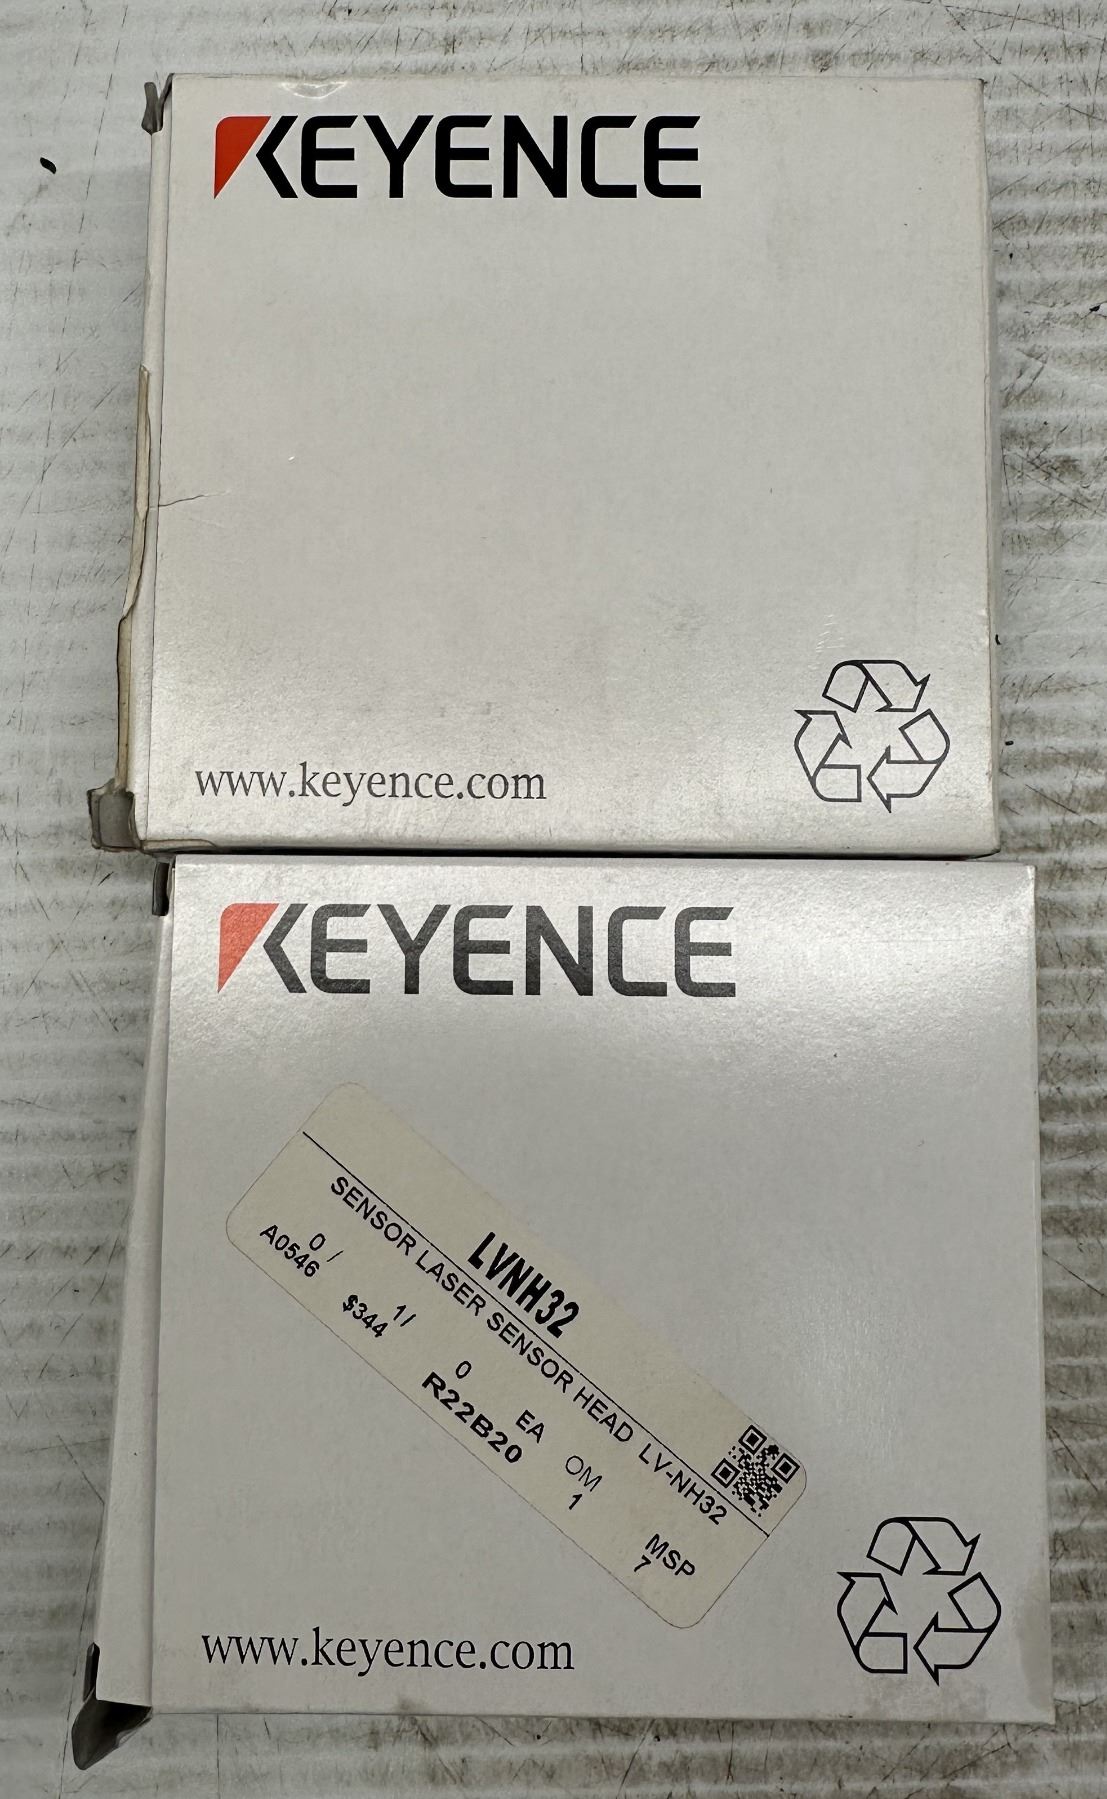 KEYENCE
www.keyence.com
KEYENCE
LVNH32
SENSOR LASER SENSOR HEAD LV-NH32
0 / 1 / 0 EA OM MSP
A0546 $344 R22B20 1 7
www.keyence.com